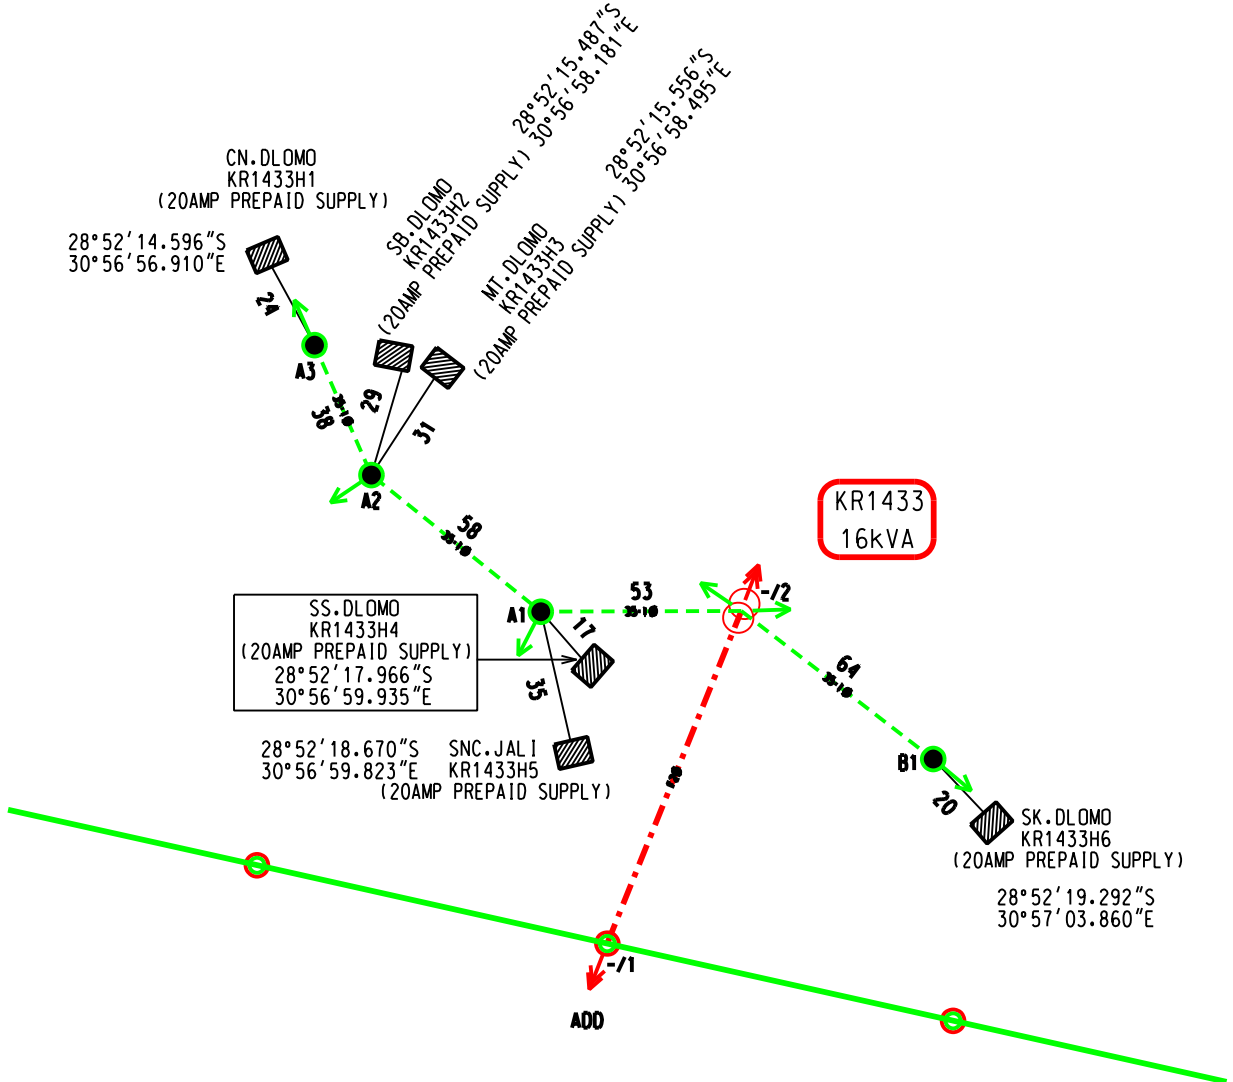 CN.DLOMO
KR1433H1
(20AMP PREPAID SUPPLY)
28°52'14.596"S
30°56'56.910"E
SB.DLOMO
KR1433H2
(20AMP PREPAID SUPPLY)
28°52'15.487"S
30°56'58.181"E
MT.DLOMO
KR1433H3
(20AMP PREPAID SUPPLY)
28°52'15.556"S
30°56'58.495"E
24
A3
38
29
31
A2
58
KR1433
16kVA
53
-/2
A1
17
35
SS.DLOMO
KR1433H4
(20AMP PREPAID SUPPLY)
28°52'17.966"S
30°56'59.935"E
64
28°52'18.670"S
30°56'59.823"E
SNC.JALI
KR1433H5
(20AMP PREPAID SUPPLY)
B1
20
SK.DLOMO
KR1433H6
(20AMP PREPAID SUPPLY)
28°52'19.292"S
30°57'03.860"E
-/1
ADD